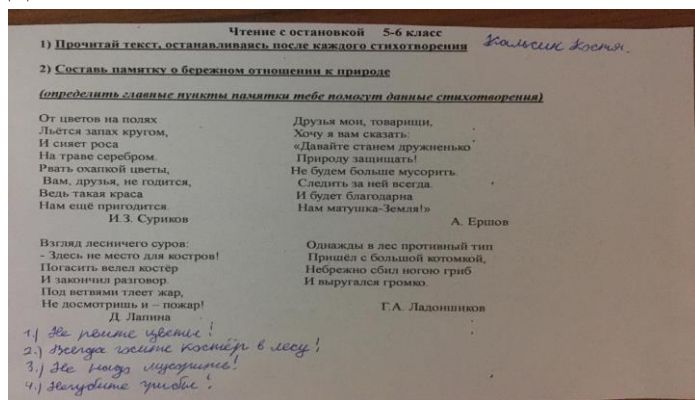 Чтение с остановкой 5-6 класс
Кальсик Костя.
1) Прочитай текст, останавливаясь после каждого стихотворения
2) Составь памятку о бережном отношении к природе
(определить главные пункты памятки тебе помогут данные стихотворения)
От цветов на полях
Льётся запах кругом,
И сияет роса
На траве серебром.
Рвать охапкой цветы,
Вам, друзья, не годится,
Ведь такая краса
Нам ещё пригодится.
И.З. Суриков
Друзья мои, товарищи,
Хочу я вам сказать:
«Давайте станем дружненько
Природу защищать!
Не будем больше мусорить.
Следить за ней всегда.
И будет благодарна
Нам матушка-Земля!»
А. Ершов
Взгляд лесничего суров:
- Здесь не место для костров!
Погасить велел костёр
И закончил разговор.
Под ветвями тлеет жар,
Не досмотришь и – пожар!
Д. Лапина
Однажды в лес противный тип
Пришёл с большой котомкой,
Небрежно сбил ногою гриб
И выругался громко.
Г.А. Ладонщиков
1.) Не рвите цветы!
2.) Всегда госите костёр в лесу!
3.) Не надо мусорить!
4.) Негубите грибы!